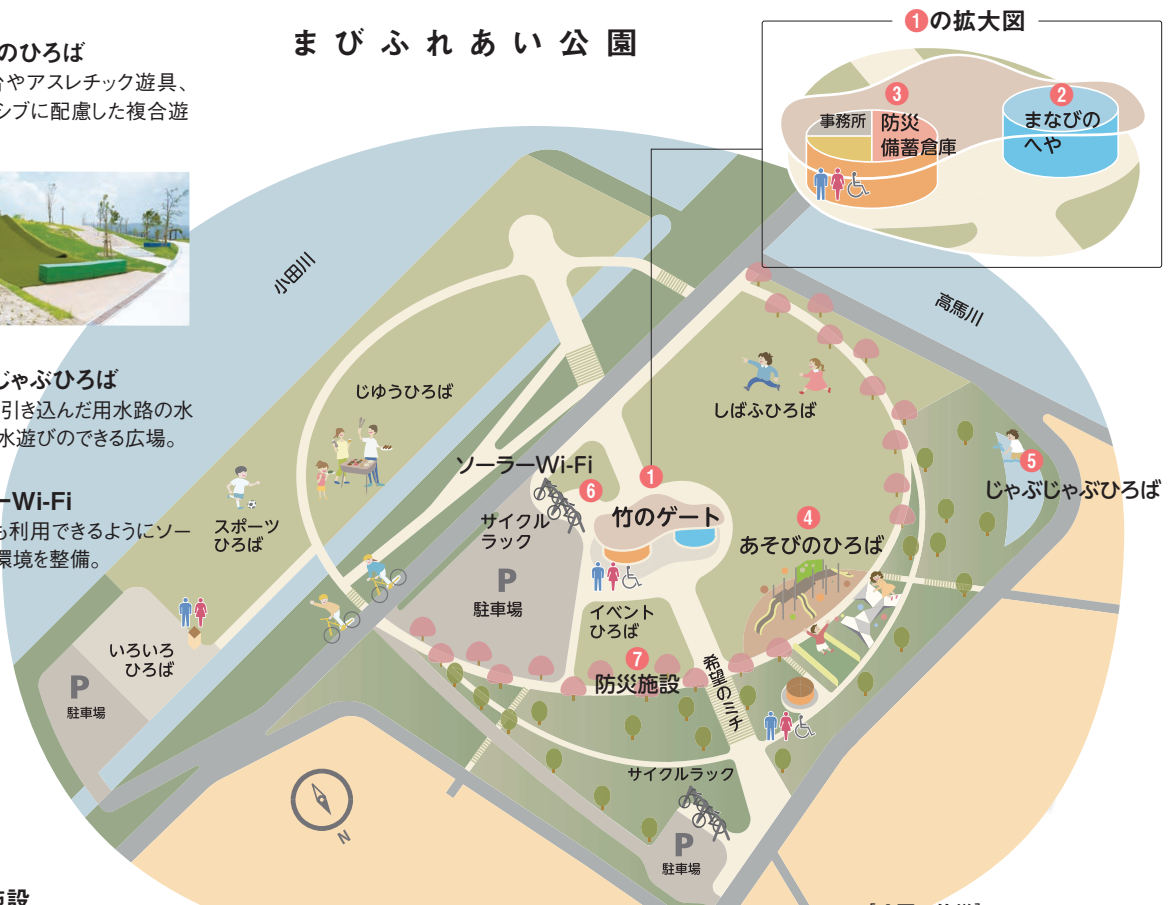 まびふれあい公園
のひろば
台やアスレチック遊具、
シブに配慮した複合遊
じゃぶひろば
引き込んだ用水路の水
水遊びのできる広場。
ーWi-Fi
も利用できるようにソー
環境を整備。
①の拡大図
③
事務所
防災
備蓄倉庫
②
まなびの
へや
小田川
高馬川
じゆうひろば
しばふひろば
スポーツ
ひろば
ソーラーWi-Fi
⑥
サイクル
ラック
①
竹のゲート
④
あそびのひろば
⑤
じゃぶじゃぶひろば
P
駐車場
イベント
ひろば
⑦
防災施設
希望のミチ
いろいろ
ひろば
P
駐車場
サイクルラック
P
駐車場
N